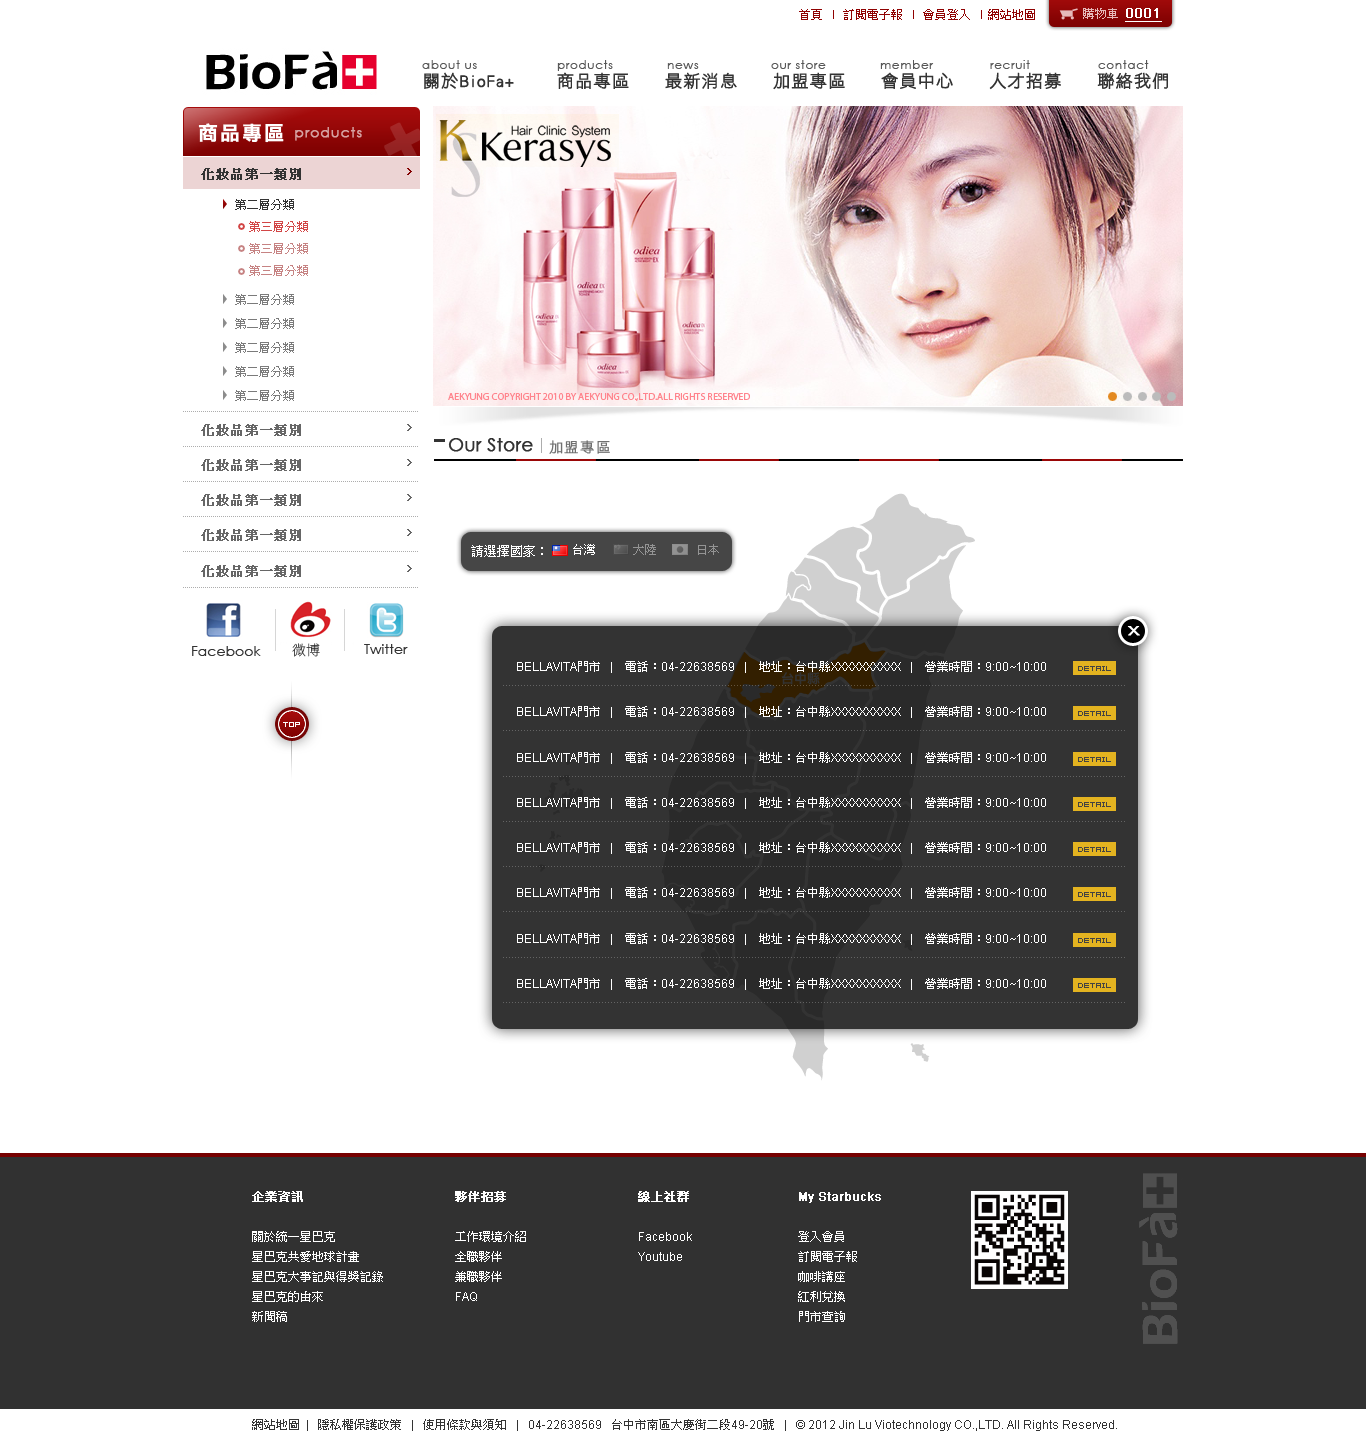 首頁 | 訂閱電子報 | 會員登入 | 網站地圖 購物車 0001
BioFà+
about us products news our store member recruit contact
關於BioFa+ 商品專區 最新消息 加盟專區 會員中心 人才招募 聯絡我們
商品專區 products
化妝品第一類別
第二層分類
第三層分類
第三層分類
第三層分類
第二層分類
第二層分類
第二層分類
第二層分類
第二層分類
化妝品第一類別
化妝品第一類別
化妝品第一類別
化妝品第一類別
化妝品第一類別
Facebook 微博 Twitter
TOP
KS Hair Clinic System
Kerasys
odiea
odiea
odiea
odiea
odiea
AEKYUNG COPYRIGHT 2010 BY AEKYUNG CO.,LTD.ALL RIGHTS RESERVED
Our Store | 加盟專區
請選擇國家: 台灣 大陸 日本
台中縣
BELLAVITA門市 | 電話:04-22638569 | 地址:台中縣XXXXXXXXXX | 營業時間:9:00~10:00 DETAIL
BELLAVITA門市 | 電話:04-22638569 | 地址:台中縣XXXXXXXXXX | 營業時間:9:00~10:00 DETAIL
BELLAVITA門市 | 電話:04-22638569 | 地址:台中縣XXXXXXXXXX | 營業時間:9:00~10:00 DETAIL
BELLAVITA門市 | 電話:04-22638569 | 地址:台中縣XXXXXXXXXX | 營業時間:9:00~10:00 DETAIL
BELLAVITA門市 | 電話:04-22638569 | 地址:台中縣XXXXXXXXXX | 營業時間:9:00~10:00 DETAIL
BELLAVITA門市 | 電話:04-22638569 | 地址:台中縣XXXXXXXXXX | 營業時間:9:00~10:00 DETAIL
BELLAVITA門市 | 電話:04-22638569 | 地址:台中縣XXXXXXXXXX | 營業時間:9:00~10:00 DETAIL
BELLAVITA門市 | 電話:04-22638569 | 地址:台中縣XXXXXXXXXX | 營業時間:9:00~10:00 DETAIL
企業資訊
關於統一星巴克
星巴克共愛地球計畫
星巴克大事記與得獎記錄
星巴克的由來
新聞稿
夥伴招募
工作環境介紹
全職夥伴
兼職夥伴
FAQ
線上社群
Facebook
Youtube
My Starbucks
登入會員
訂閱電子報
咖啡講座
紅利兌換
門市查詢
BioFà+
網站地圖 | 隱私權保護政策 | 使用條款與須知 | 04-22638569 台中市南區大慶街二段49-20號 | © 2012 Jin Lu Viotechnology CO.,LTD. All Rights Reserved.